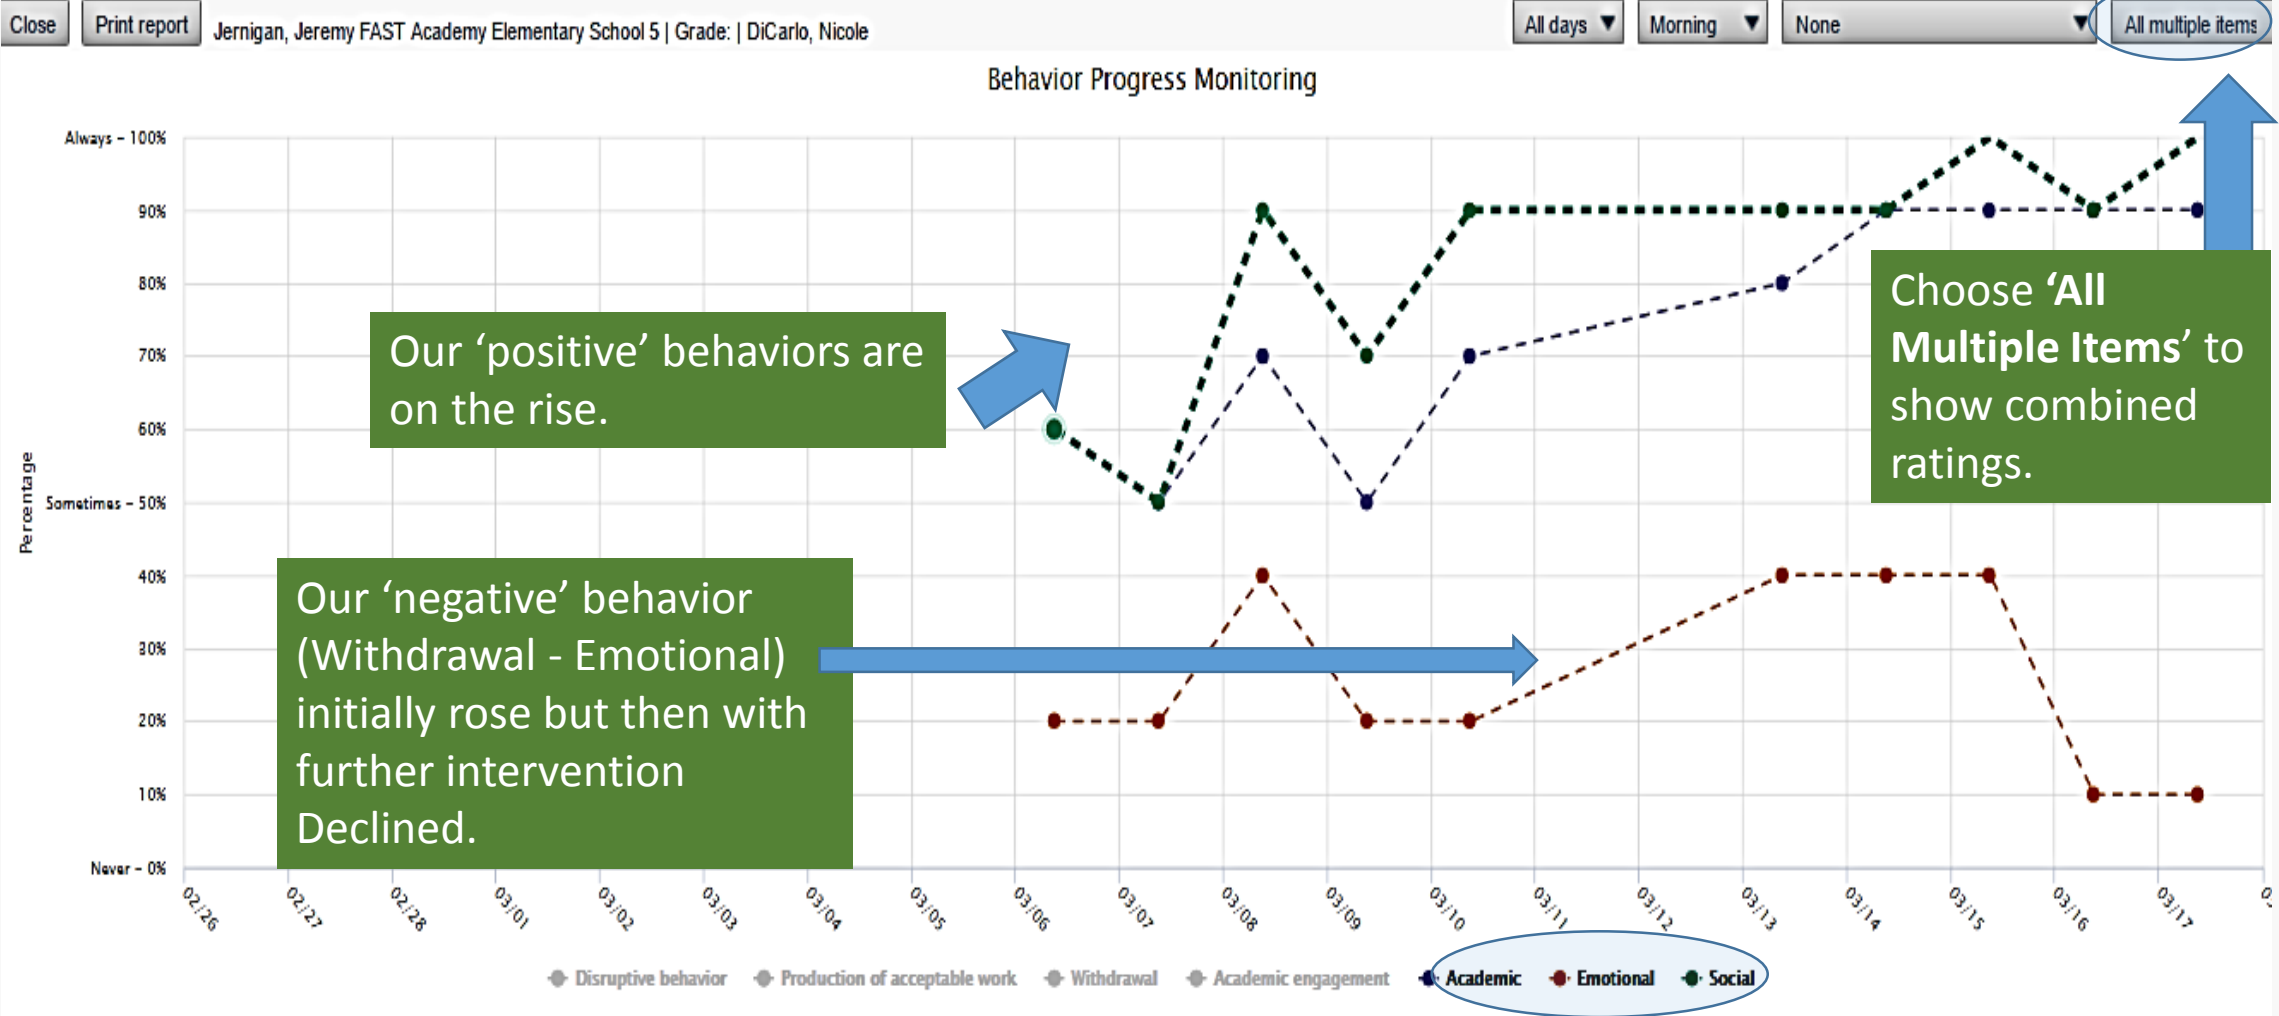 Close
Print report
Jernigan, Jeremy FAST Academy Elementary School 5 | Grade: | DiCarlo, Nicole
All days ▼
Morning ▼
None ▼
All multiple items
Behavior Progress Monitoring
Always - 100%
90%
80%
70%
60%
Sometimes - 50%
40%
30%
20%
10%
Never - 0%
Percentage
Our ‘positive’ behaviors are
on the rise.
Choose ‘All
Multiple Items’ to
show combined
ratings.
Our ‘negative’ behavior
(Withdrawal - Emotional)
initially rose but then with
further intervention
Declined.
02/26
02/27
02/28
03/01
03/02
03/03
03/04
03/05
03/06
03/07
03/08
03/09
03/10
03/11
03/12
03/13
03/14
03/15
03/16
03/17
Disruptive behavior
Production of acceptable work
Withdrawal
Academic engagement
Academic
Emotional
Social